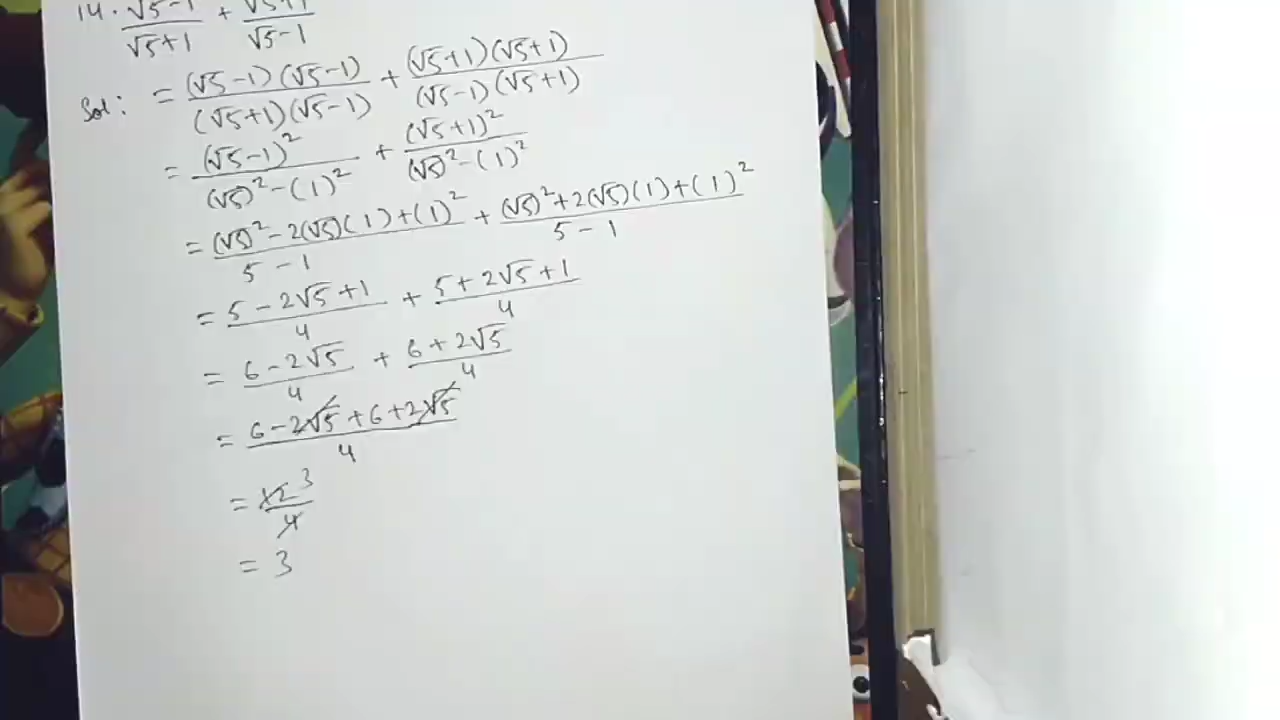 14. (√5-1)/(√5+1) + (√5+1)/(√5-1)
Sol: = (√5-1)(√5-1)/(√5+1)(√5-1) + (√5+1)(√5+1)/(√5-1)(√5+1)
= (√5-1)²/((√5)²-(1)²) + (√5+1)²/((√5)²-(1)²)
= ((√5)²-2(√5)(1)+(1)²)/(5-1) + ((√5)²+2(√5)(1)+(1)²)/(5-1)
= (5-2√5+1)/4 + (5+2√5+1)/4
= (6-2√5)/4 + (6+2√5)/4
= (6-2√5+6+2√5)/4
= 12/4 3
= 3